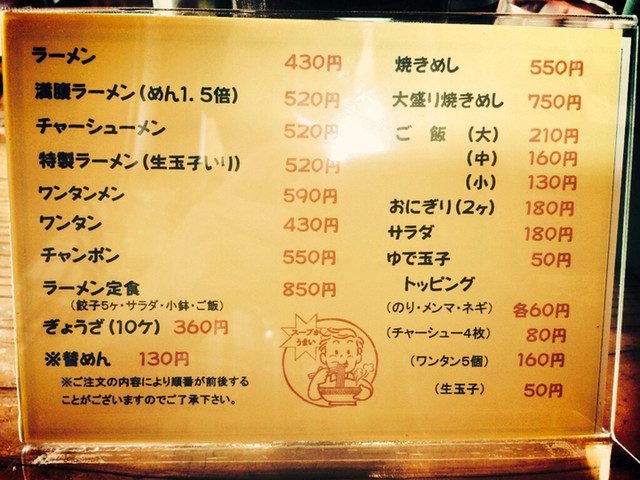 ラーメン 430円
満腹ラーメン(めん1.5倍) 520円
チャーシューメン 520円
特製ラーメン(生玉子いり) 520円
ワンタンメン 590円
ワンタン 430円
チャンポン 550円
ラーメン定食 850円
(餃子5ヶ・サラダ・小鉢・ご飯)
ぎょうざ(10ケ) 360円
※替めん 130円
※ご注文の内容により順番が前後する
ことがございますのでご了承下さい。
スープがうまい
焼きめし 550円
大盛り焼きめし 750円
ご飯 (大) 210円
(中) 160円
(小) 130円
おにぎり(2ヶ) 180円
サラダ 180円
ゆで玉子 50円
トッピング
(のり・メンマ・ネギ) 各60円
(チャーシュー4枚) 80円
(ワンタン5個) 160円
(生玉子) 50円